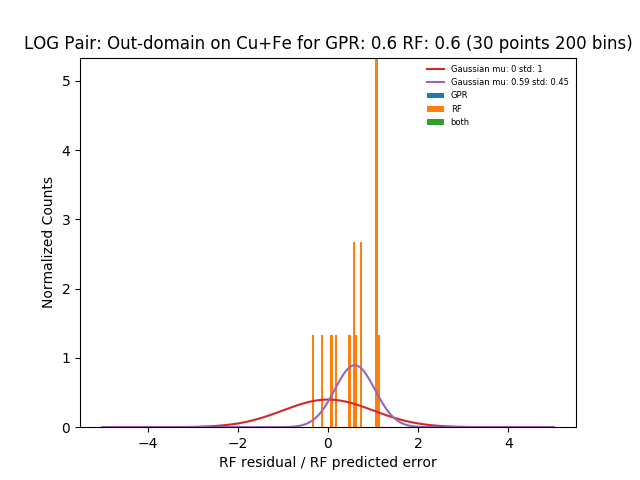 LOG Pair: Out-domain on Cu+Fe for GPR: 0.6 RF: 0.6 (30 points 200 bins)
Gaussian mu: 0 std: 1
Gaussian mu: 0.59 std: 0.45
GPR
RF
both
Normalized Counts
5
4
3
2
1
0
−4
−2
0
2
4
RF residual / RF predicted error